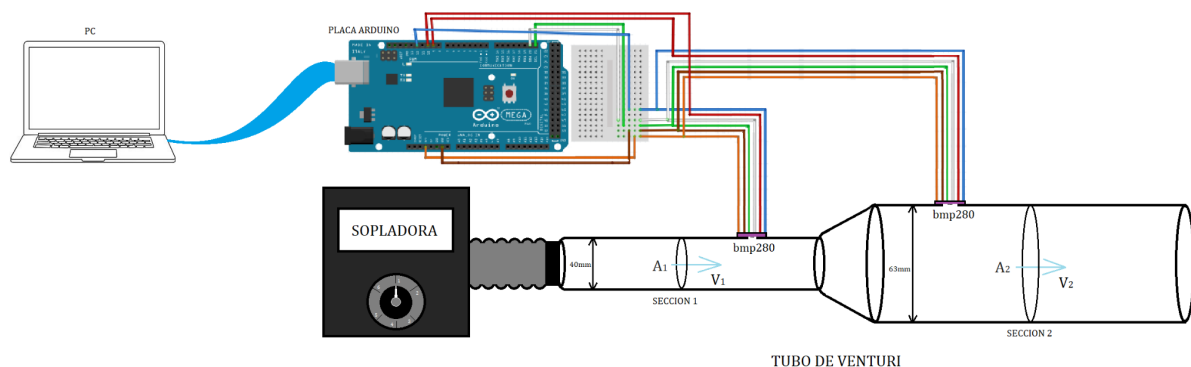 PC
PLACA ARDUINO
Arduino
MEGA
SOPLADORA
bmp280
bmp280
40mm
63mm
A1
V1
A2
V2
SECCION 1
SECCION 2
TUBO DE VENTURI